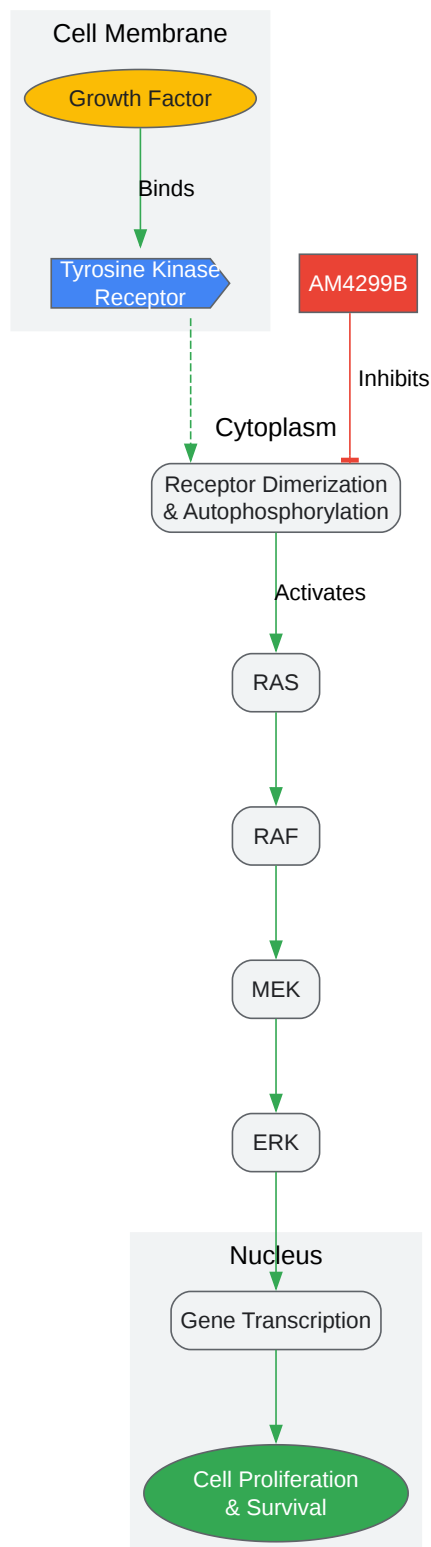 Cell Membrane
Growth Factor
Binds
Tyrosine Kinase
Receptor
AM4299B
Inhibits
Cytoplasm
Receptor Dimerization
& Autophosphorylation
Activates
RAS
RAF
MEK
ERK
Nucleus
Gene Transcription
Cell Proliferation
& Survival